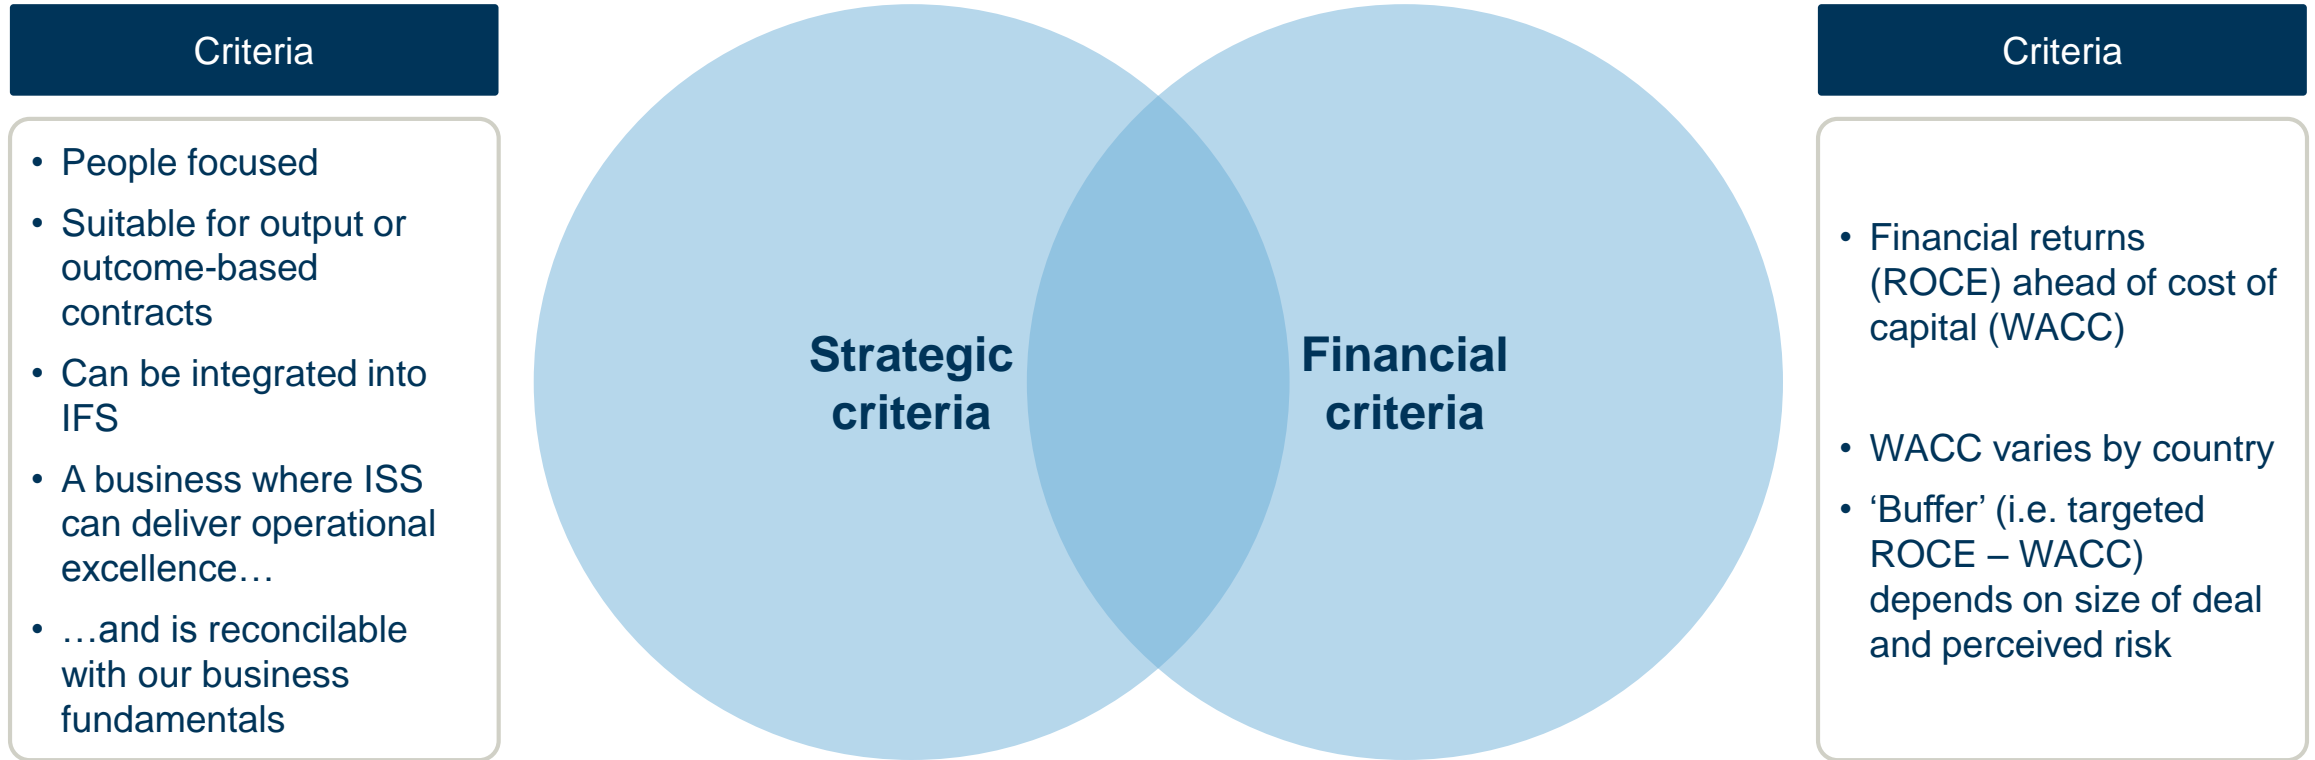 Criteria
• People focused
• Suitable for output or
outcome-based
contracts
• Can be integrated into
IFS
• A business where ISS
can deliver operational
excellence…
• …and is reconcilable
with our business
fundamentals
Strategic
criteria
Financial
criteria
Criteria
• Financial returns
(ROCE) ahead of cost of
capital (WACC)
• WACC varies by country
• ‘Buffer’ (i.e. targeted
ROCE – WACC)
depends on size of deal
and perceived risk